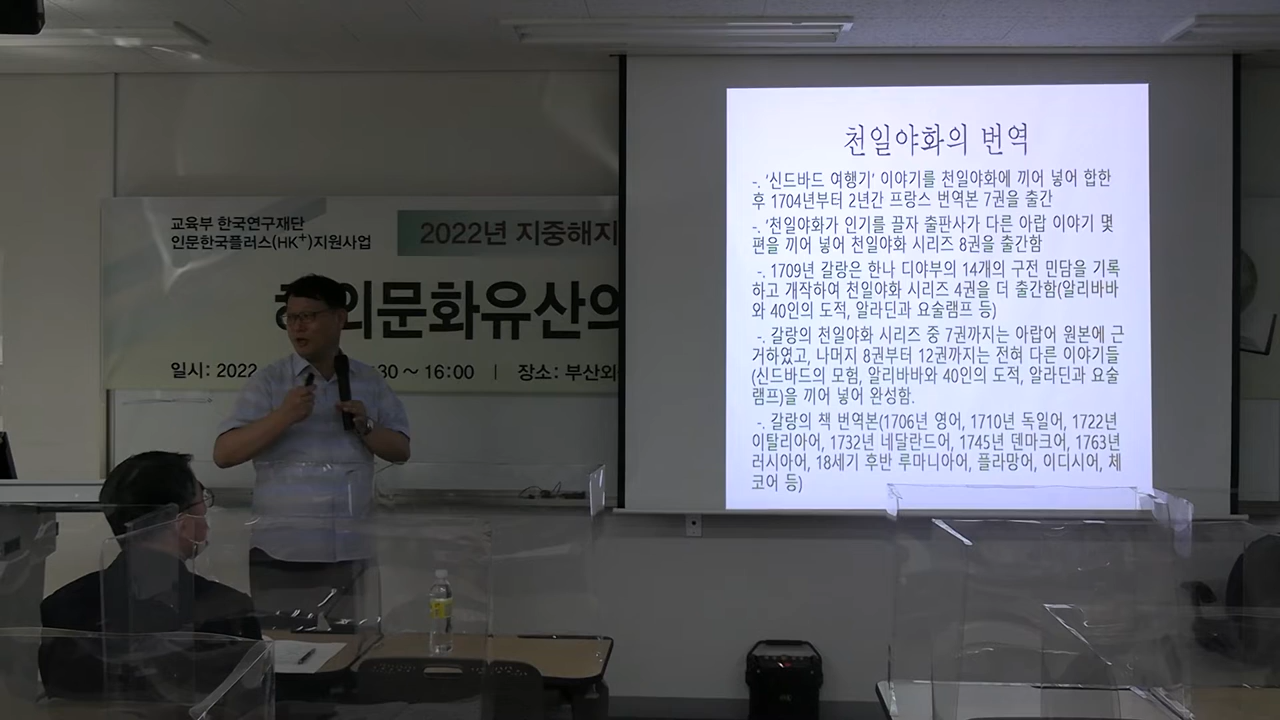 교육부 한국연구재단
인문한국플러스(HK+)지원사업
2022년 지중해지
의문화유산의
일시: 2022
30 ~ 16:00 | 장소: 부산외
천일야화의 번역
-. '신드바드 여행기' 이야기를 천일야화에 끼어 넣어 합한
후 1704년부터 2년간 프랑스 번역본 7권을 출간
-. '천일야화가 인기를 끌자 출판사가 다른 아랍 이야기 몇
편을 끼어 넣어 천일야화 시리즈 8권을 출간함
-. 1709년 갈랑은 한나 디야부의 14개의 구전 민담을 기록
하고 개작하여 천일야화 시리즈 4권을 더 출간함(알리바바
와 40인의 도적, 알라딘과 요술램프 등)
-. 갈랑의 천일야화 시리즈 중 7권까지는 아랍어 원본에 근
거하였고, 나머지 8권부터 12권까지는 전혀 다른 이야기들
(신드바드의 모험, 알리바바와 40인의 도적, 알라딘과 요술
램프)을 끼어 넣어 완성함.
-. 갈랑의 책 번역본(1706년 영어, 1710년 독일어, 1722년
이탈리아어, 1732년 네달란드어, 1745년 덴마크어, 1763년
러시아어, 18세기 후반 루마니아어, 플라망어, 이디시어, 체
코어 등)